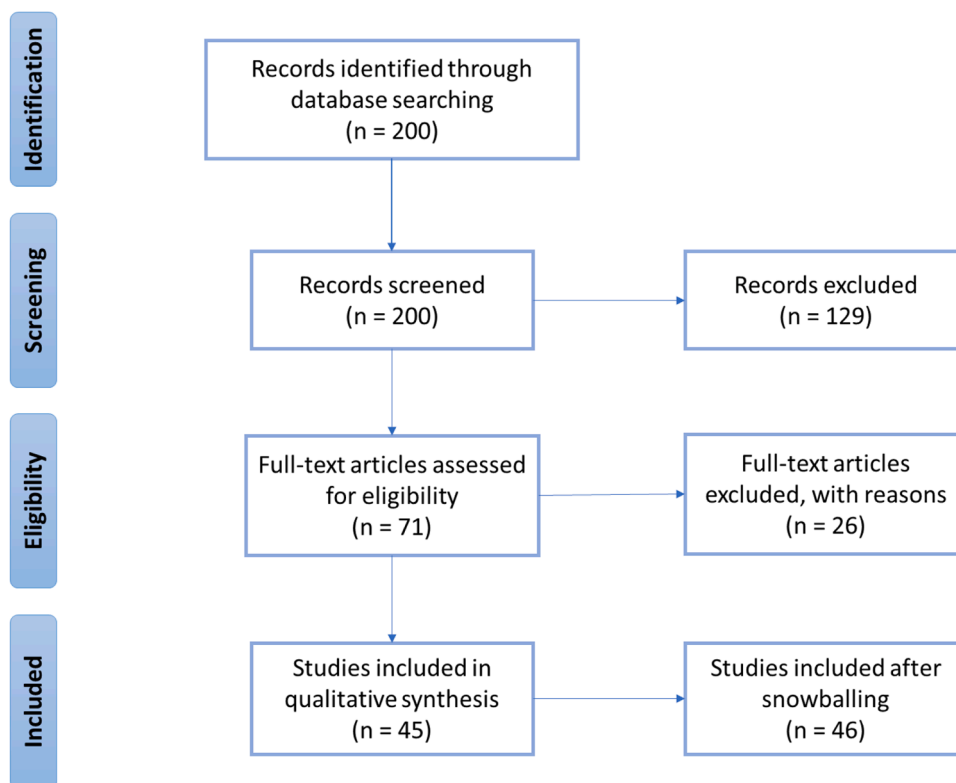 Identification
Records identified through
database searching
(n = 200)
Screening
Records screened
(n = 200)
Records excluded
(n = 129)
Eligibility
Full-text articles assessed
for eligibility
(n = 71)
Full-text articles
excluded, with reasons
(n = 26)
Included
Studies included in
qualitative synthesis
(n = 45)
Studies included after
snowballing
(n = 46)